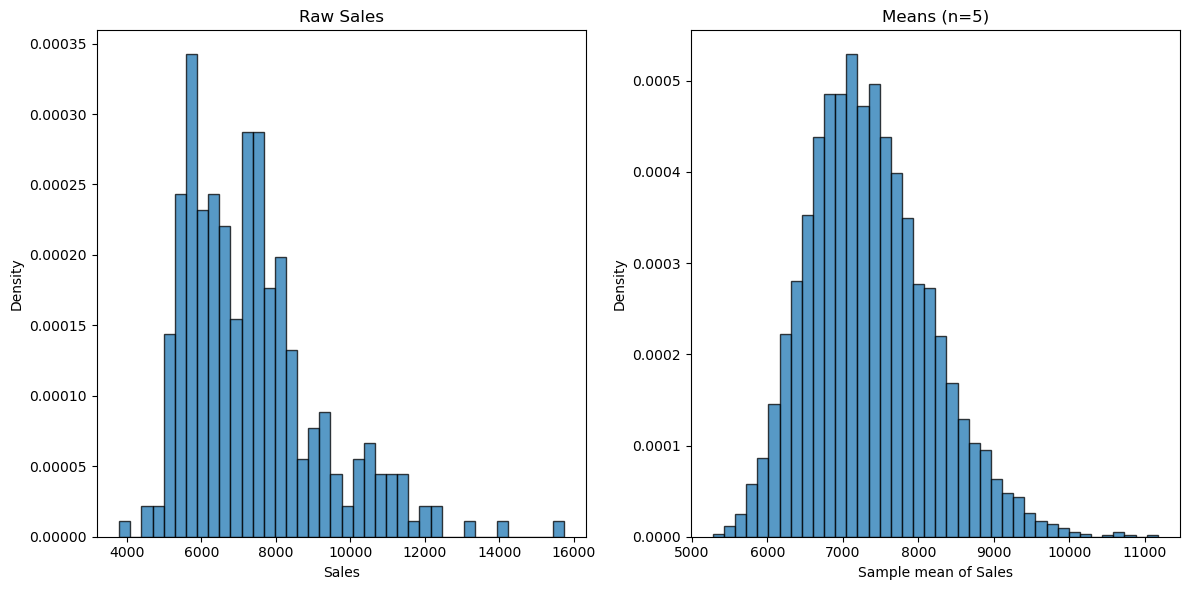 Raw Sales
0.00035
0.00030
0.00025
0.00020
0.00015
0.00010
0.00005
0.00000
Density
4000 6000 8000 10000 12000 14000 16000
Sales
Means (n=5)
0.0005
0.0004
0.0003
0.0002
0.0001
0.0000
Density
5000 6000 7000 8000 9000 10000 11000
Sample mean of Sales